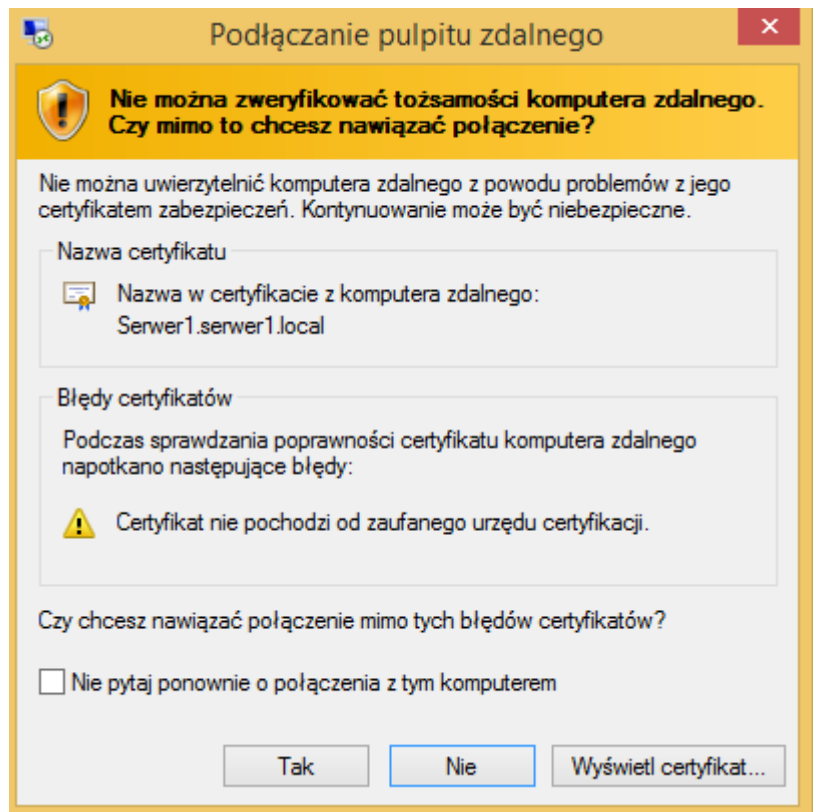 Podłączanie pulpitu zdalnego
Nie można zweryfikować tożsamości komputera zdalnego.
Czy mimo to chcesz nawiązać połączenie?
Nie można uwierzytelnić komputera zdalnego z powodu problemów z jego
certyfikatem zabezpieczeń. Kontynuowanie może być niebezpieczne.
Nazwa certyfikatu
Nazwa w certyfikacie z komputera zdalnego:
Serwer1.serwer1.local
Błędy certyfikatów
Podczas sprawdzania poprawności certyfikatu komputera zdalnego
napotkano następujące błędy:
Certyfikat nie pochodzi od zaufanego urzędu certyfikacji.
Czy chcesz nawiązać połączenie mimo tych błędów certyfikatów?
Nie pytaj ponownie o połączenia z tym komputerem
Tak Nie Wyświetl certyfikat...